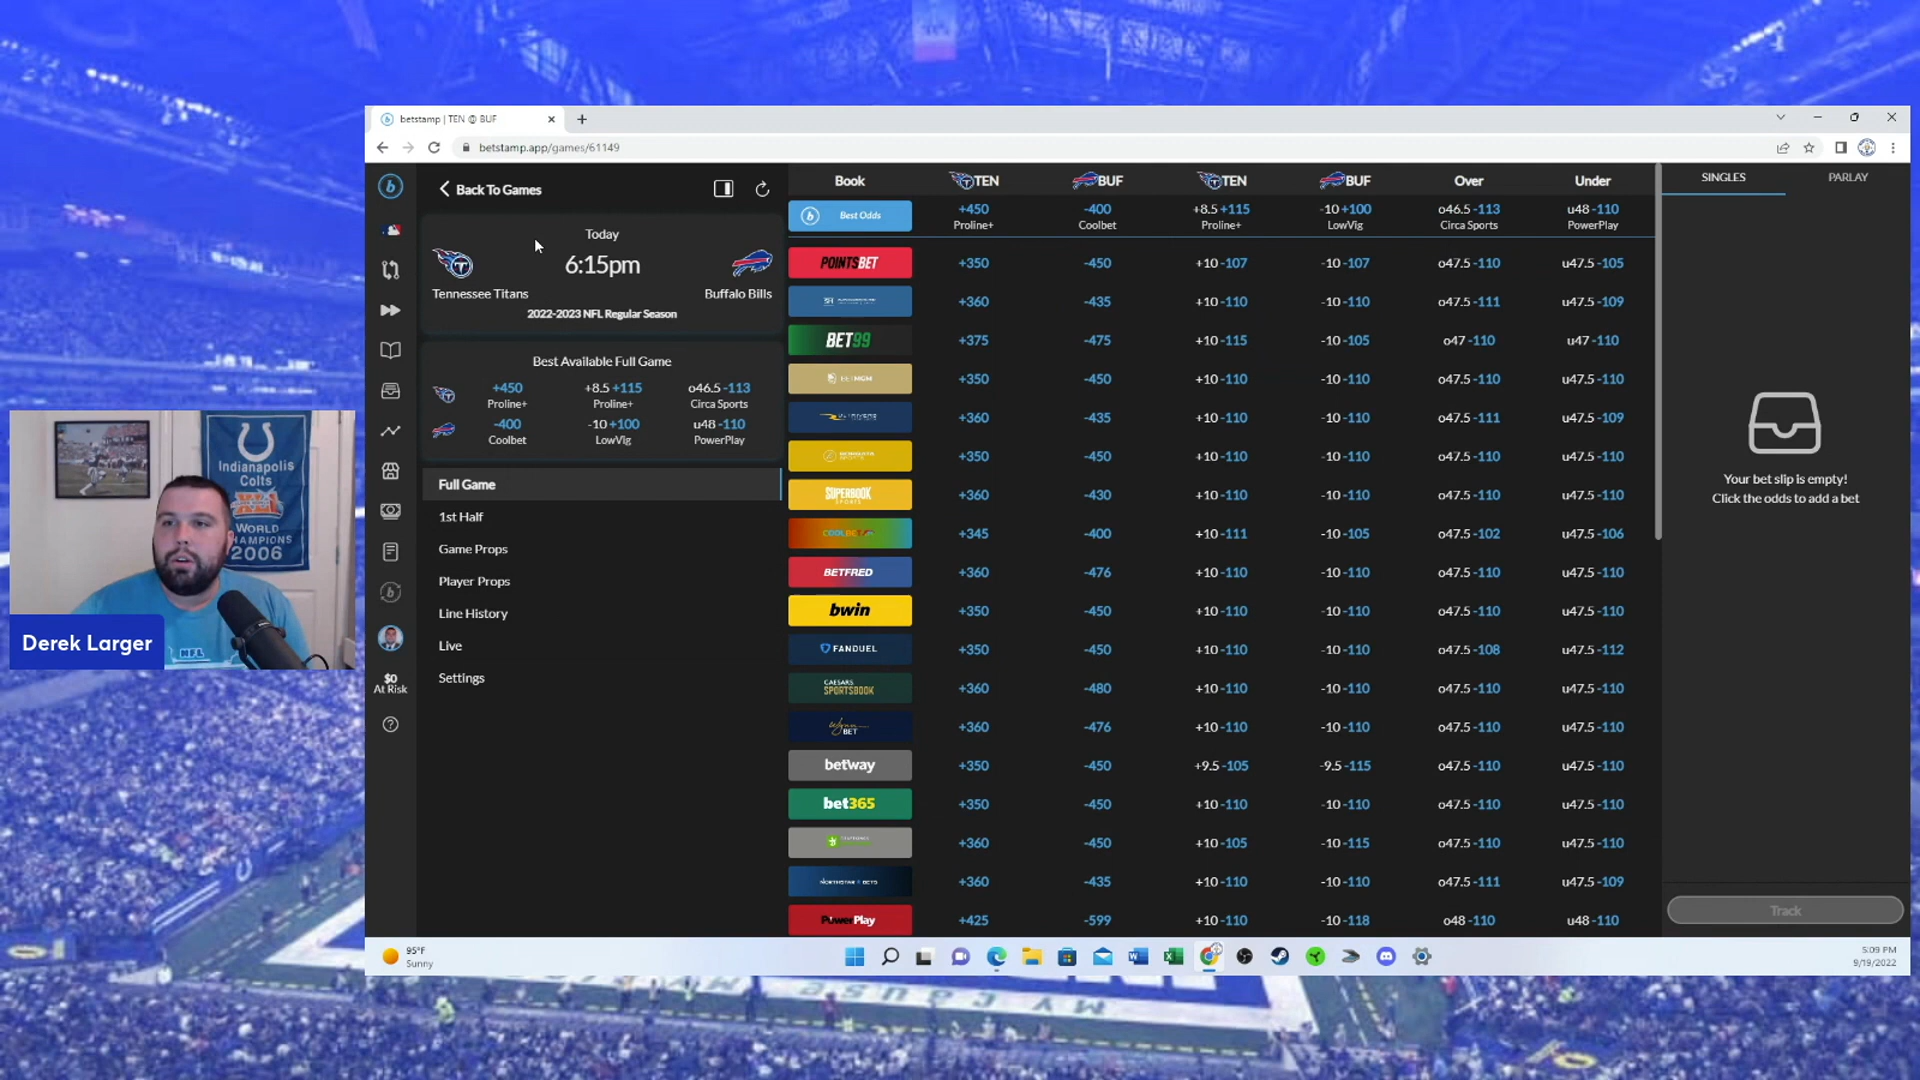 betstamp | TEN @ BUF
betstamp.app/games/61149
Back To Games
Today
6:15pm
Tennessee Titans
Buffalo Bills
2022-2023 NFL Regular Season
Best Available Full Game
+450 +8.5 +115 o46.5 -113
Proline+ Proline+ Circa Sports
-400 -10 +100 u48 -110
Coolbet LowVig PowerPlay
Full Game
1st Half
Game Props
Player Props
Line History
Live
Settings
$0
At Risk
Book TEN BUF TEN BUF Over Under
Best Odds +450 -400 +8.5 +115 -10 +100 o46.5 -113 u48 -110
Proline+ Coolbet Proline+ LowVig Circa Sports PowerPlay
POINTSBET +350 -450 +10 -107 -10 -107 o47.5 -110 u47.5 -105
+360 -435 +10 -110 -10 -110 o47.5 -111 u47.5 -109
BET99 +375 -475 +10 -115 -10 -105 o47 -110 u47 -110
BETMGM +350 -450 +10 -110 -10 -110 o47.5 -110 u47.5 -110
+360 -435 +10 -110 -10 -110 o47.5 -111 u47.5 -109
+350 -450 +10 -110 -10 -110 o47.5 -110 u47.5 -110
SUPERBOOK SPORTS +360 -430 +10 -110 -10 -110 o47.5 -110 u47.5 -110
COOLBET +345 -400 +10 -111 -10 -105 o47.5 -102 u47.5 -106
BETFRED +360 -476 +10 -110 -10 -110 o47.5 -110 u47.5 -110
bwin +350 -450 +10 -110 -10 -110 o47.5 -110 u47.5 -110
FANDUEL +350 -450 +10 -110 -10 -110 o47.5 -108 u47.5 -112
CAESARS SPORTSBOOK +360 -480 +10 -110 -10 -110 o47.5 -110 u47.5 -110
Wynn BET +360 -476 +10 -110 -10 -110 o47.5 -110 u47.5 -110
betway +350 -450 +9.5 -105 -9.5 -115 o47.5 -110 u47.5 -110
bet365 +350 -450 +10 -110 -10 -110 o47.5 -110 u47.5 -110
+360 -450 +10 -105 -10 -115 o47.5 -110 u47.5 -110
NORTHSTAR BETS +360 -435 +10 -110 -10 -110 o47.5 -111 u47.5 -109
PowerPlay +425 -599 +10 -110 -10 -118 o48 -110 u48 -110
SINGLES PARLAY
Your bet slip is empty!
Click the odds to add a bet
Track
95°F
Sunny
5:09 PM
9/19/2022
Indianapolis
Colts
XLI
WORLD
CHAMPIONS
2006
NFL
Derek Larger